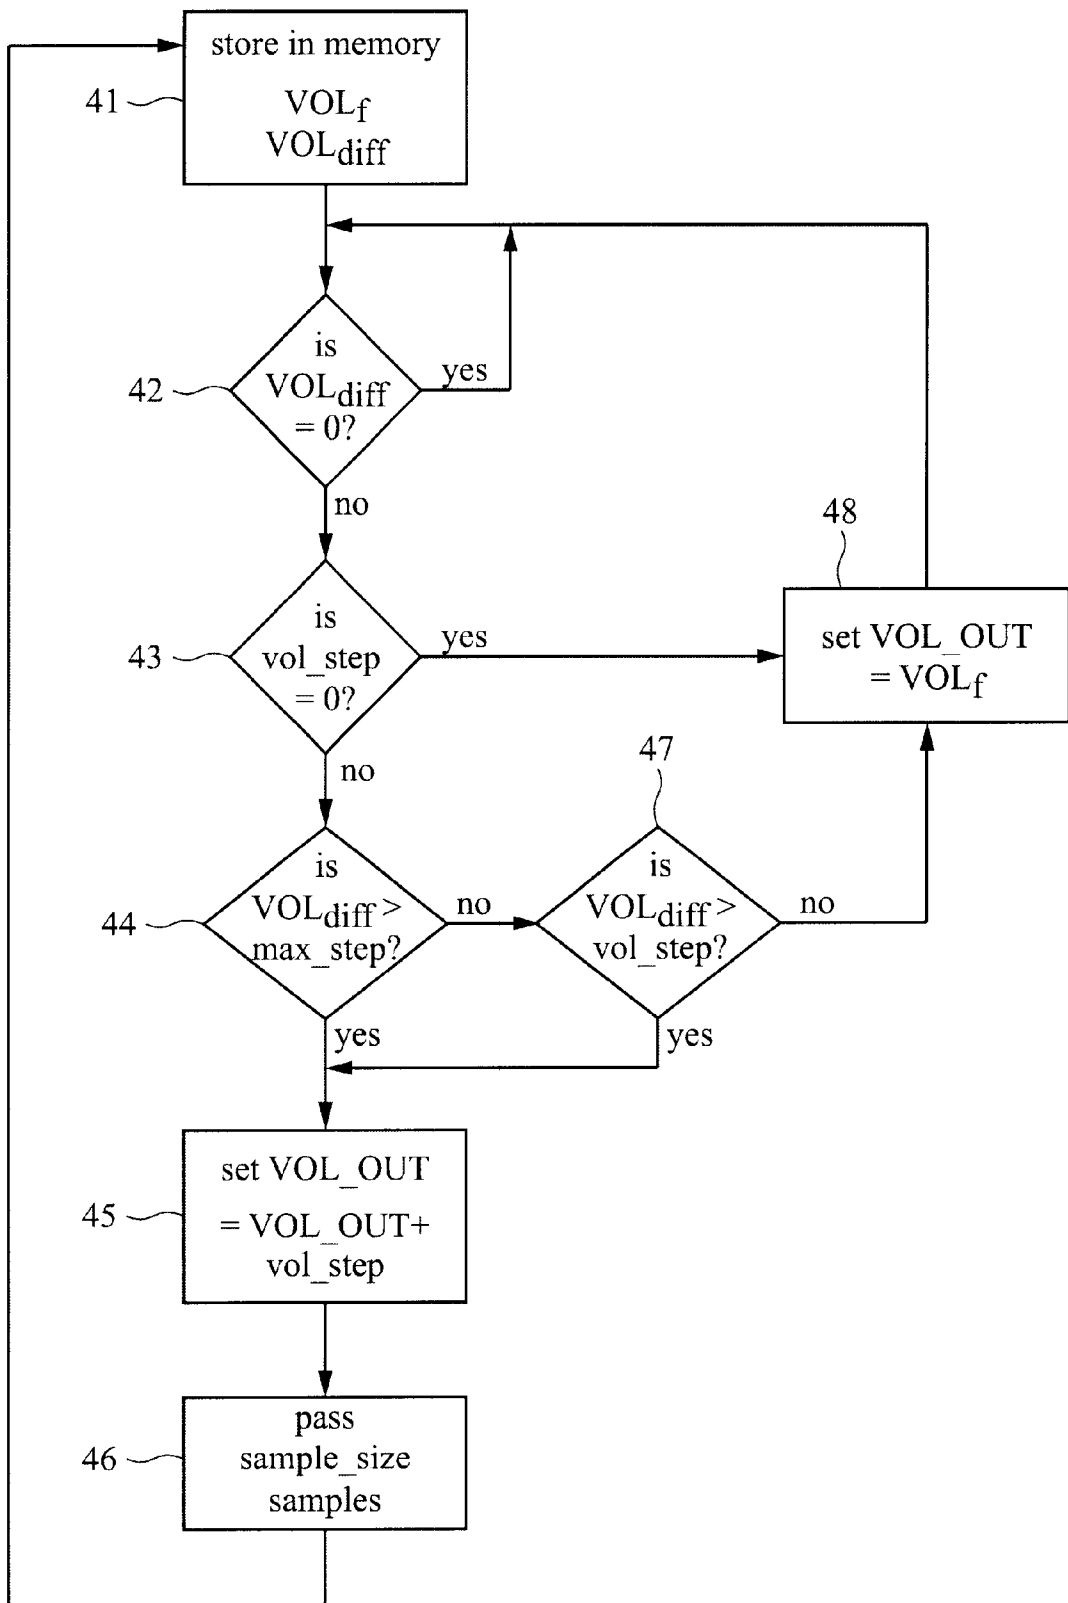 store in memory
VOLf
VOLdiff
41
is
VOLdiff
= 0?
42
yes
no
is
vol_step
= 0?
43
yes
no
48
set VOL_OUT
= VOLf
is
VOLdiff >
max_step?
44
no
yes
47
is
VOLdiff >
vol_step?
no
yes
set VOL_OUT
= VOL_OUT+
vol_step
45
pass
sample_size
samples
46